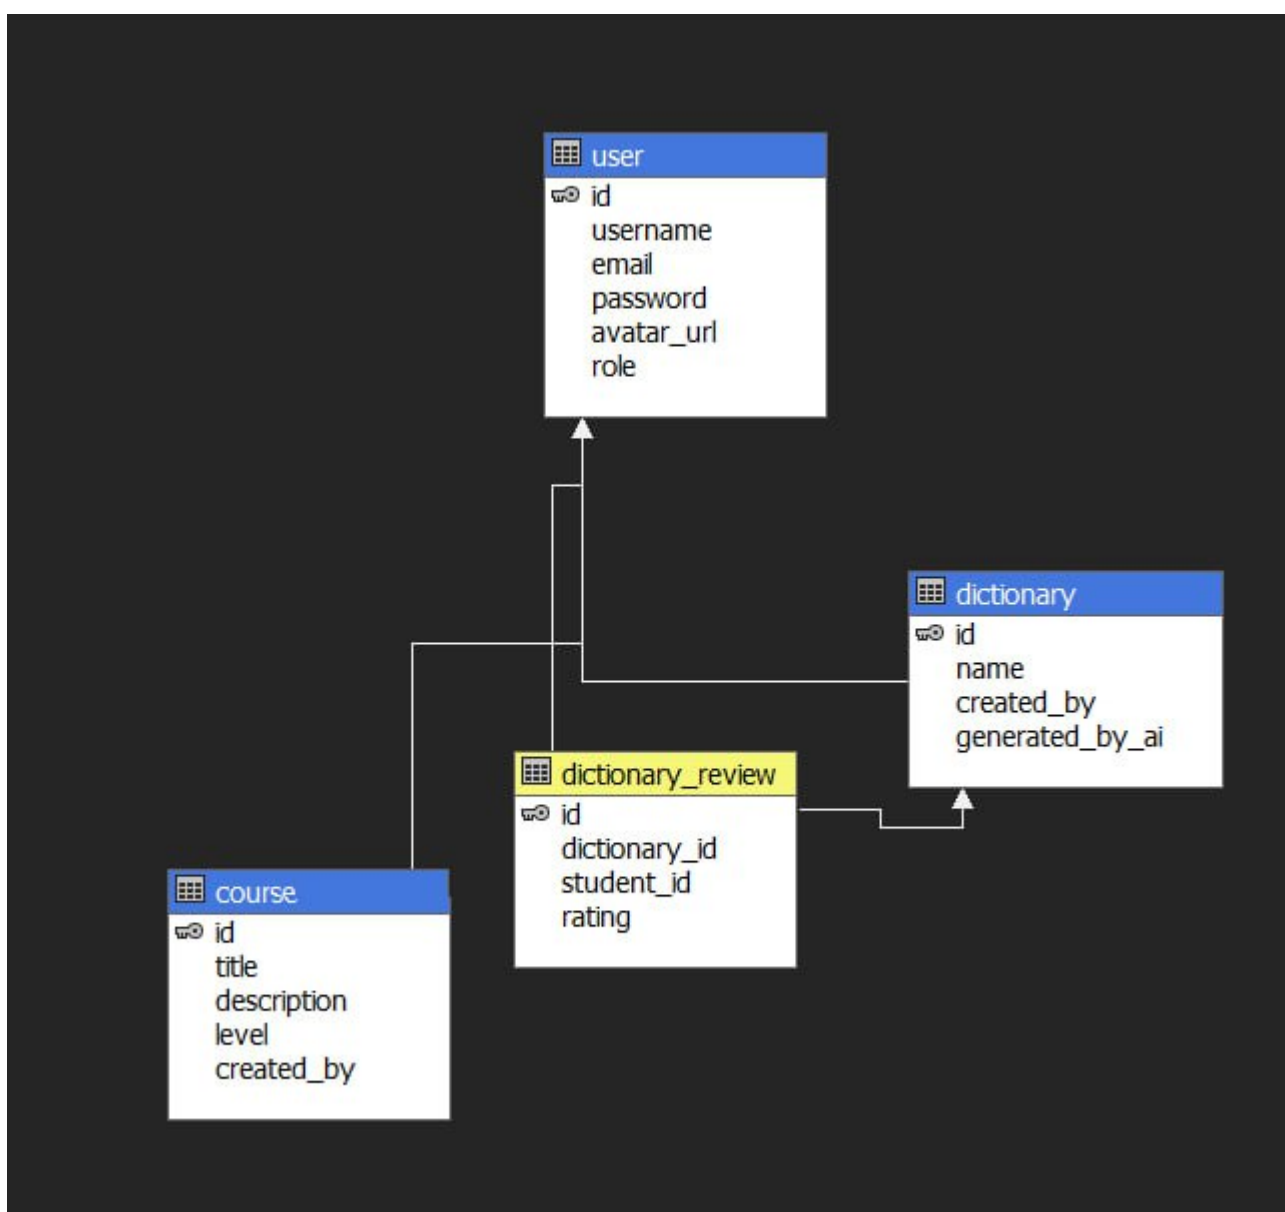 user
id
username
email
password
avatar_url
role
dictionary
id
name
created_by
generated_by_ai
dictionary_review
id
dictionary_id
student_id
rating
course
id
title
description
level
created_by